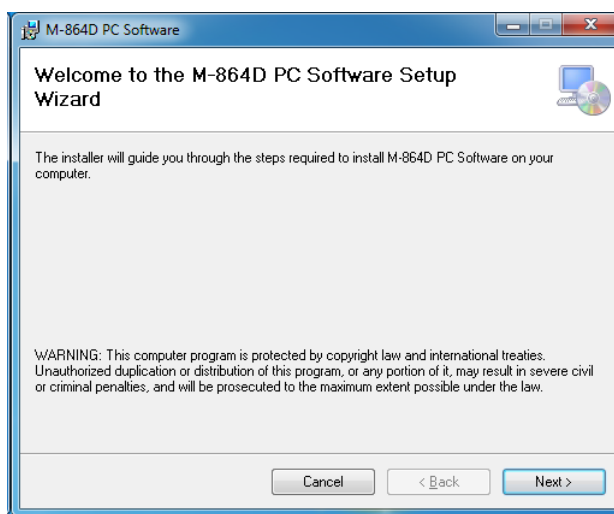 M-864D PC Software
Welcome to the M-864D PC Software Setup
Wizard
The installer will guide you through the steps required to install M-864D PC Software on your
computer.
WARNING: This computer program is protected by copyright law and international treaties.
Unauthorized duplication or distribution of this program, or any portion of it, may result in severe civil
or criminal penalties, and will be prosecuted to the maximum extent possible under the law.
Cancel
< Back
Next >